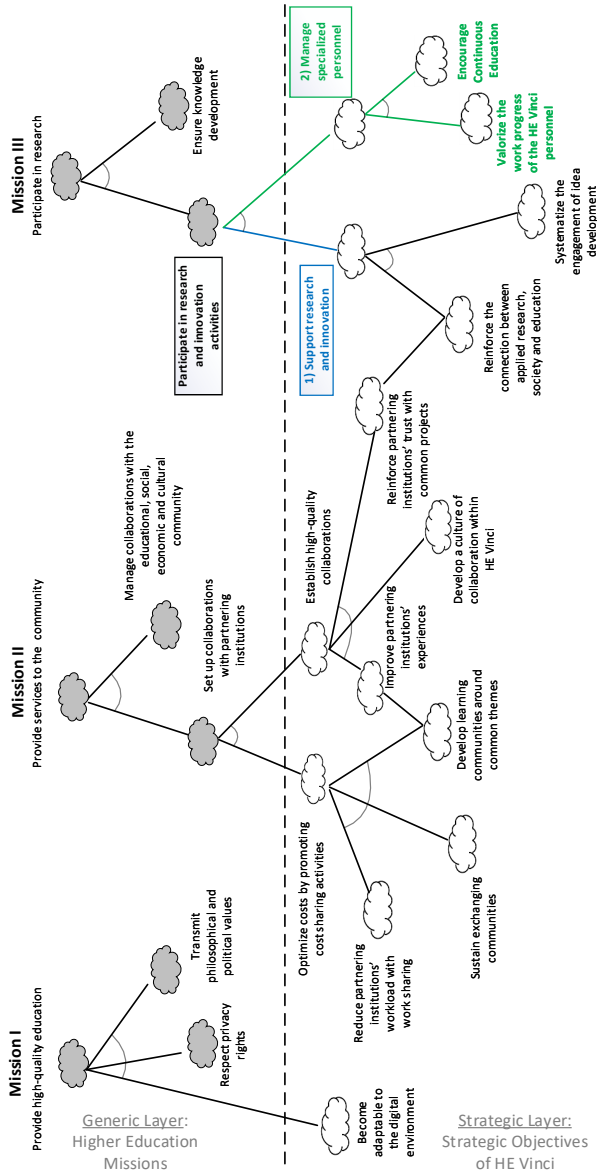 Mission I
Provide high-quality education
Mission II
Provide services to the community
Mission III
Participate in research
Transmit
philosophical and
political values
Respect privacy
rights
Manage collaborations with the
educational, social,
economic and cultural
community
Set up collaborations
with partnering
institutions
Ensure knowledge
development
Participate in research
and innovation
activities
Generic Layer:
Higher Education
Missions
Become
adaptable to
the digital
environment
Optimize costs by promoting
cost sharing activities
Reduce partnering
institutions’
workload with
work sharing
Sustain exchanging
communities
Establish high-quality
collaborations
Improve partnering
institutions’
experiences
Develop learning
communities around
common themes
Develop a culture of
collaboration within
HE Vinci
Reinforce partnering
institutions’ trust with
common projects
1) Support research
and innovation
Reinforce the
connection between
applied research,
society and education
Systematize the
engagement of idea
development
2) Manage
specialized
personnel
Valorize the
work progress
of the HE Vinci
personnel
Encourage
Continuous
Education
Strategic Layer:
Strategic Objectives
of HE Vinci